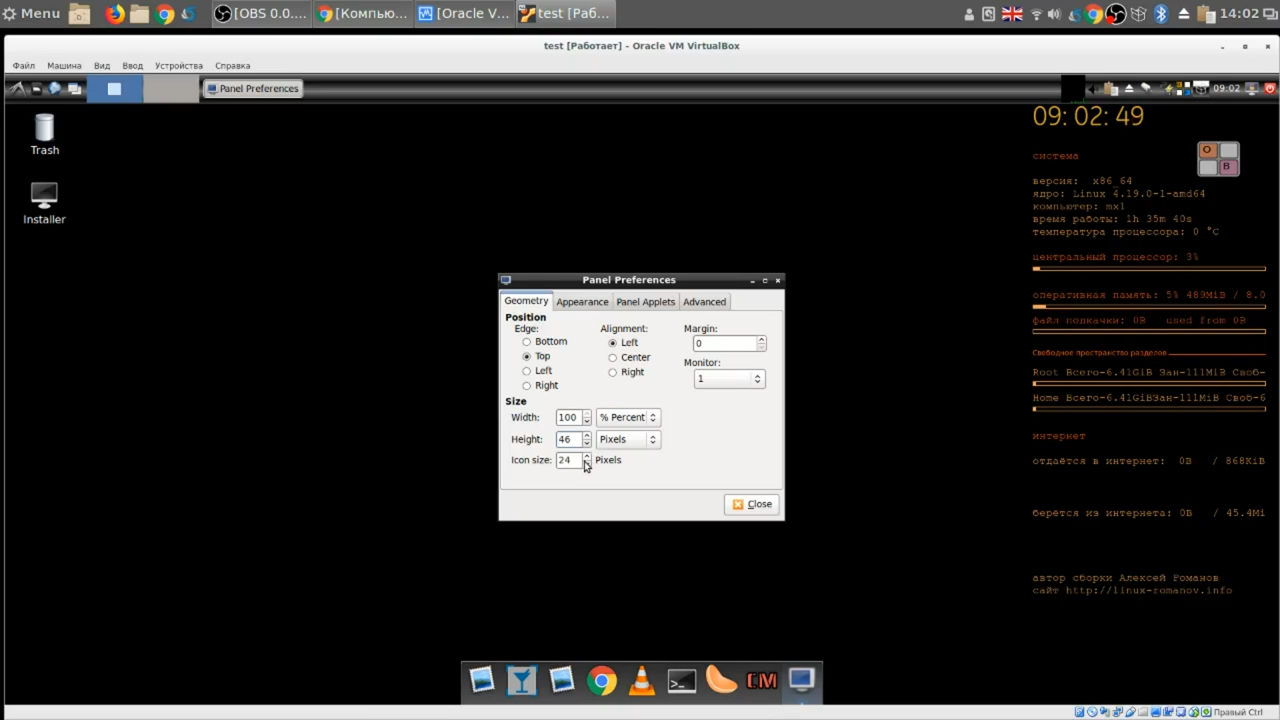 Menu
[OBS 0.0....
[Компью...
[Oracle V...
test [Раб...
14:02
test [Работает] - Oracle VM VirtualBox
Файл Машина Вид Ввод Устройства Справка
Panel Preferences
09:02
Trash
Installer
09: 02: 49
O
B
система
версия: x86_64
ядро: Linux 4.19.0-1-amd64
компьютер: mx1
время работы: 1h 35m 40s
температура процессора: 0 °C
центральный процессор: 3%
оперативная память: 5% 489MiB / 8.0
файл подкачки: 0B used from 0B
Свободное пространство разделов
Root Всего-6.41GiB Зан-111MiB Своб-
Home Всего-6.41GiBЗан-111MiB Своб-6
интернет
отдаётся в интернет: 0B / 868KiB
берётся из интернета: 0B / 45.4Mi
автор сборки Алексей Романов
сайт http://linux-romanov.info
Panel Preferences
Geometry Appearance Panel Applets Advanced
Position
Edge: Alignment: Margin:
Bottom Left 0
Top Center Monitor:
Left Right 1
Right
Size
Width: 100 % Percent
Height: 46 Pixels
Icon size: 24 Pixels
Close
CM
Правый Ctrl